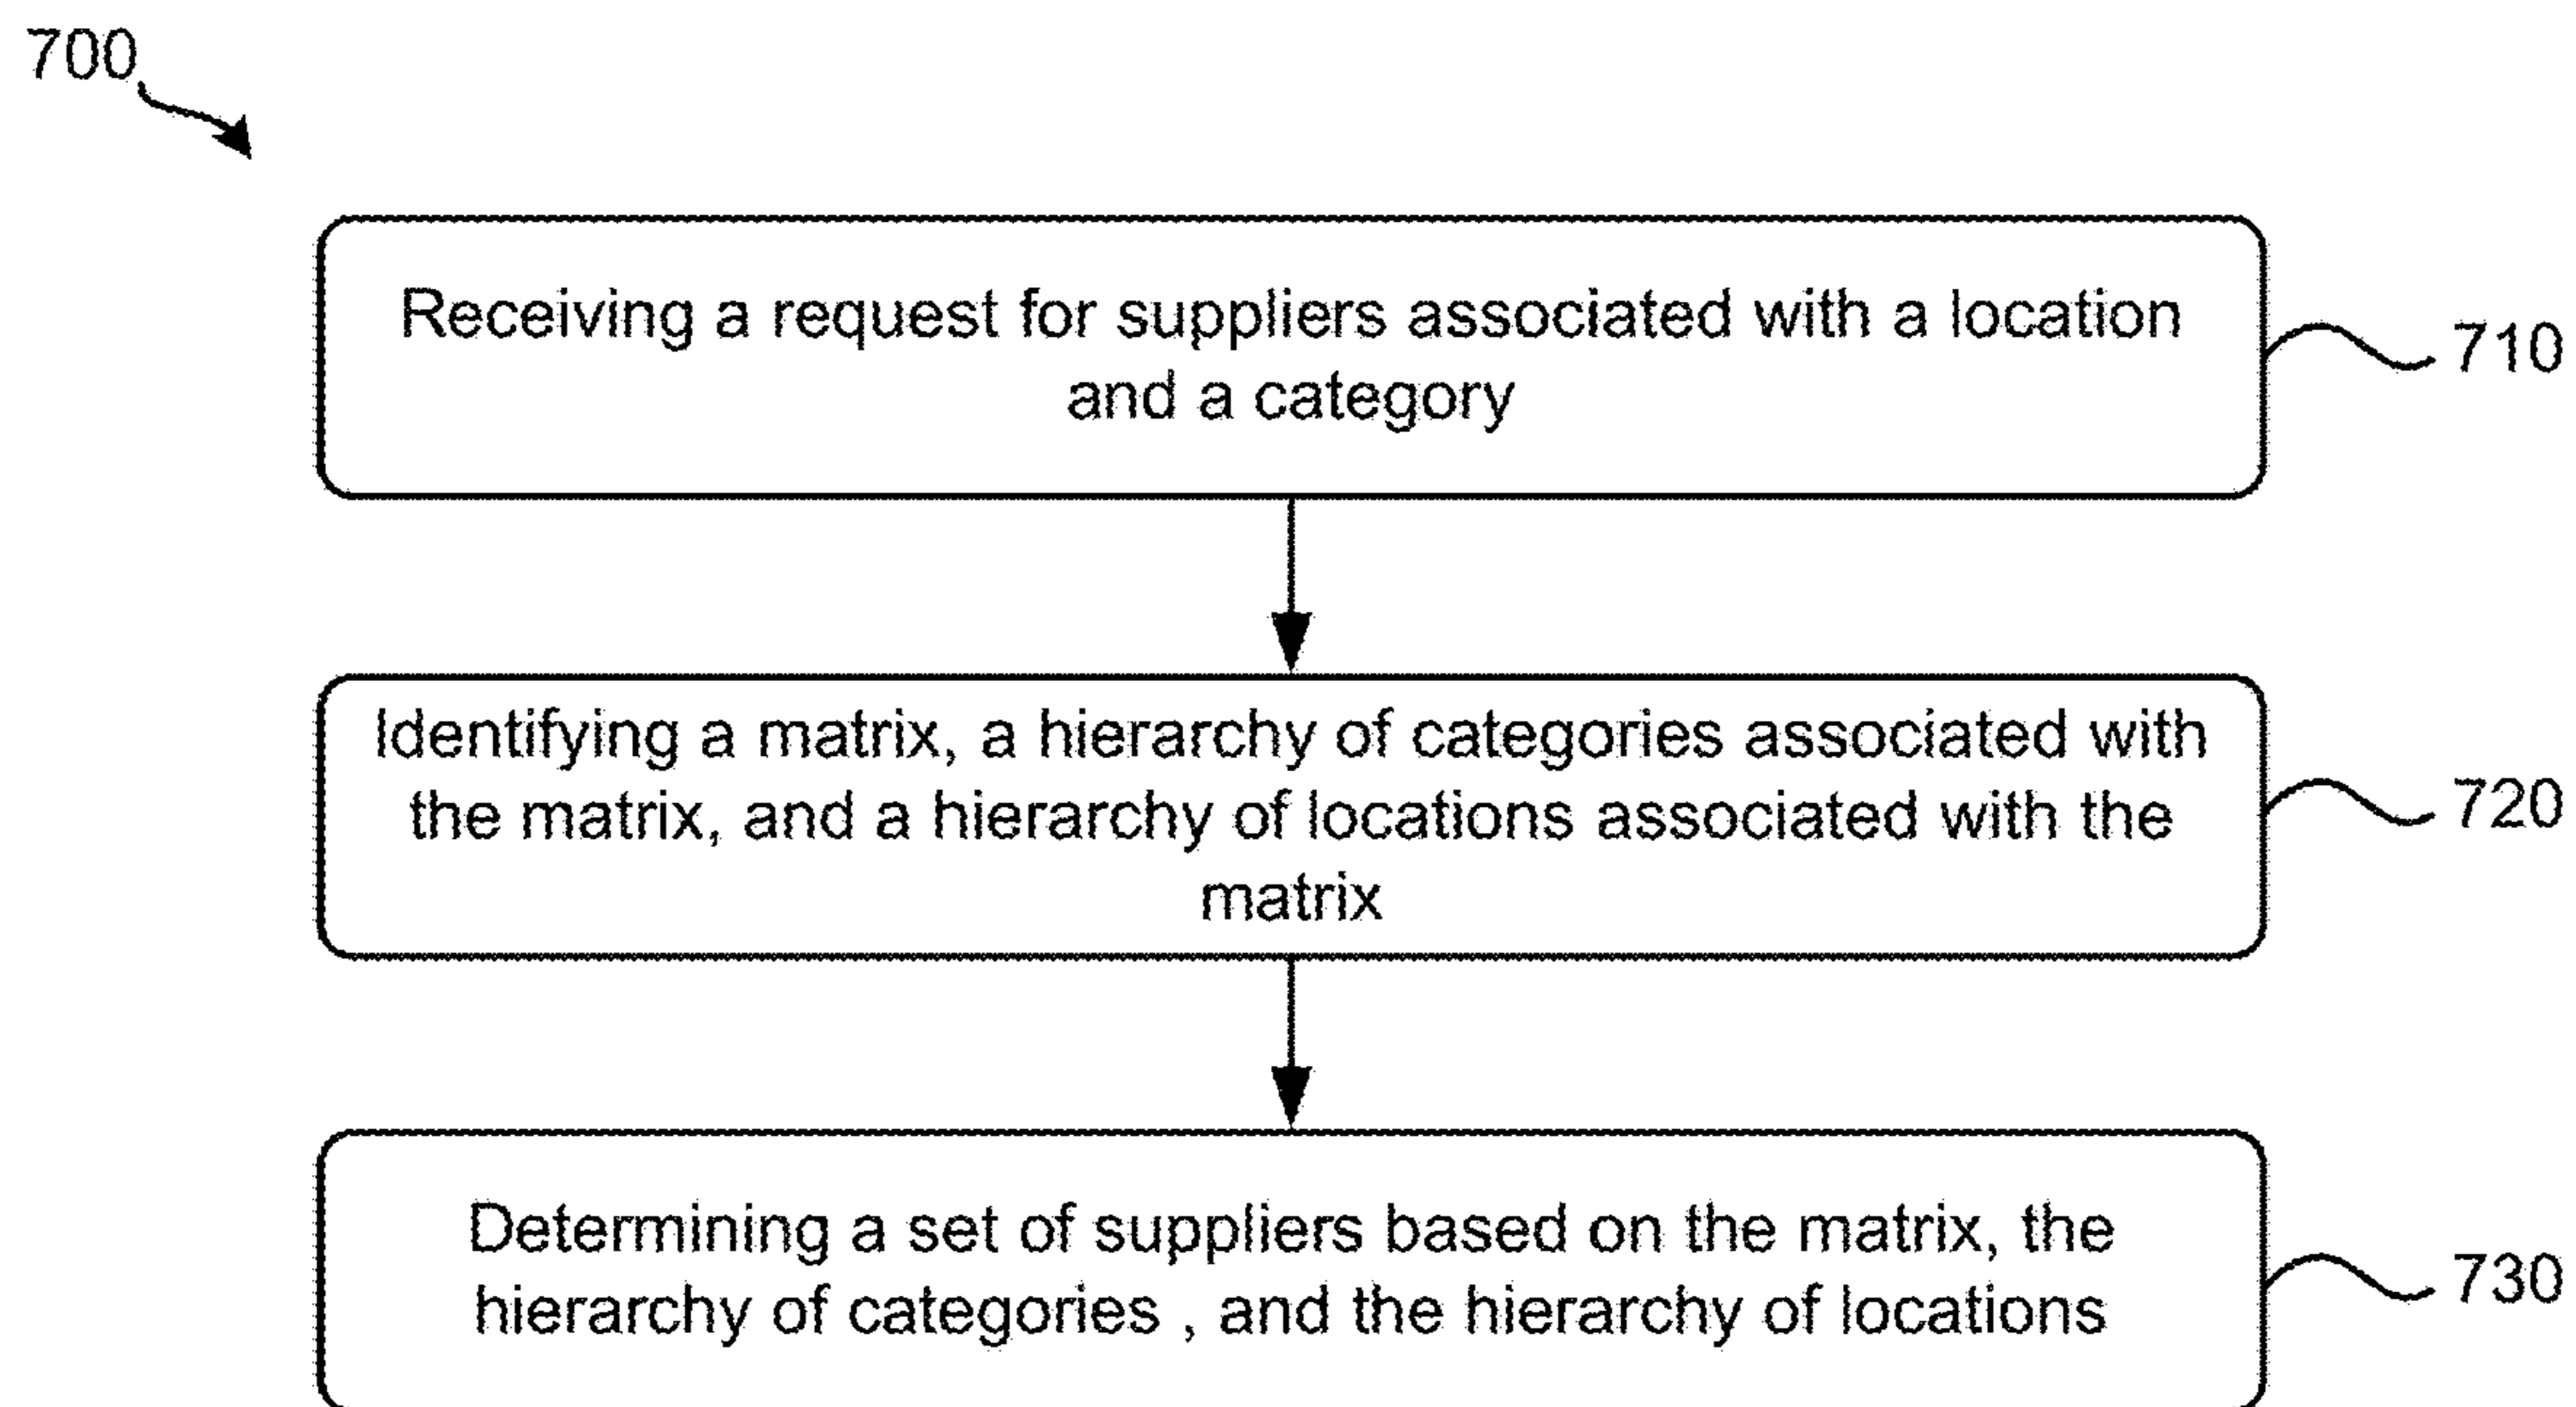 700
Receiving a request for suppliers associated with a location
and a category
710
Identifying a matrix, a hierarchy of categories associated with
the matrix, and a hierarchy of locations associated with the
matrix
720
Determining a set of suppliers based on the matrix, the
hierarchy of categories , and the hierarchy of locations
730